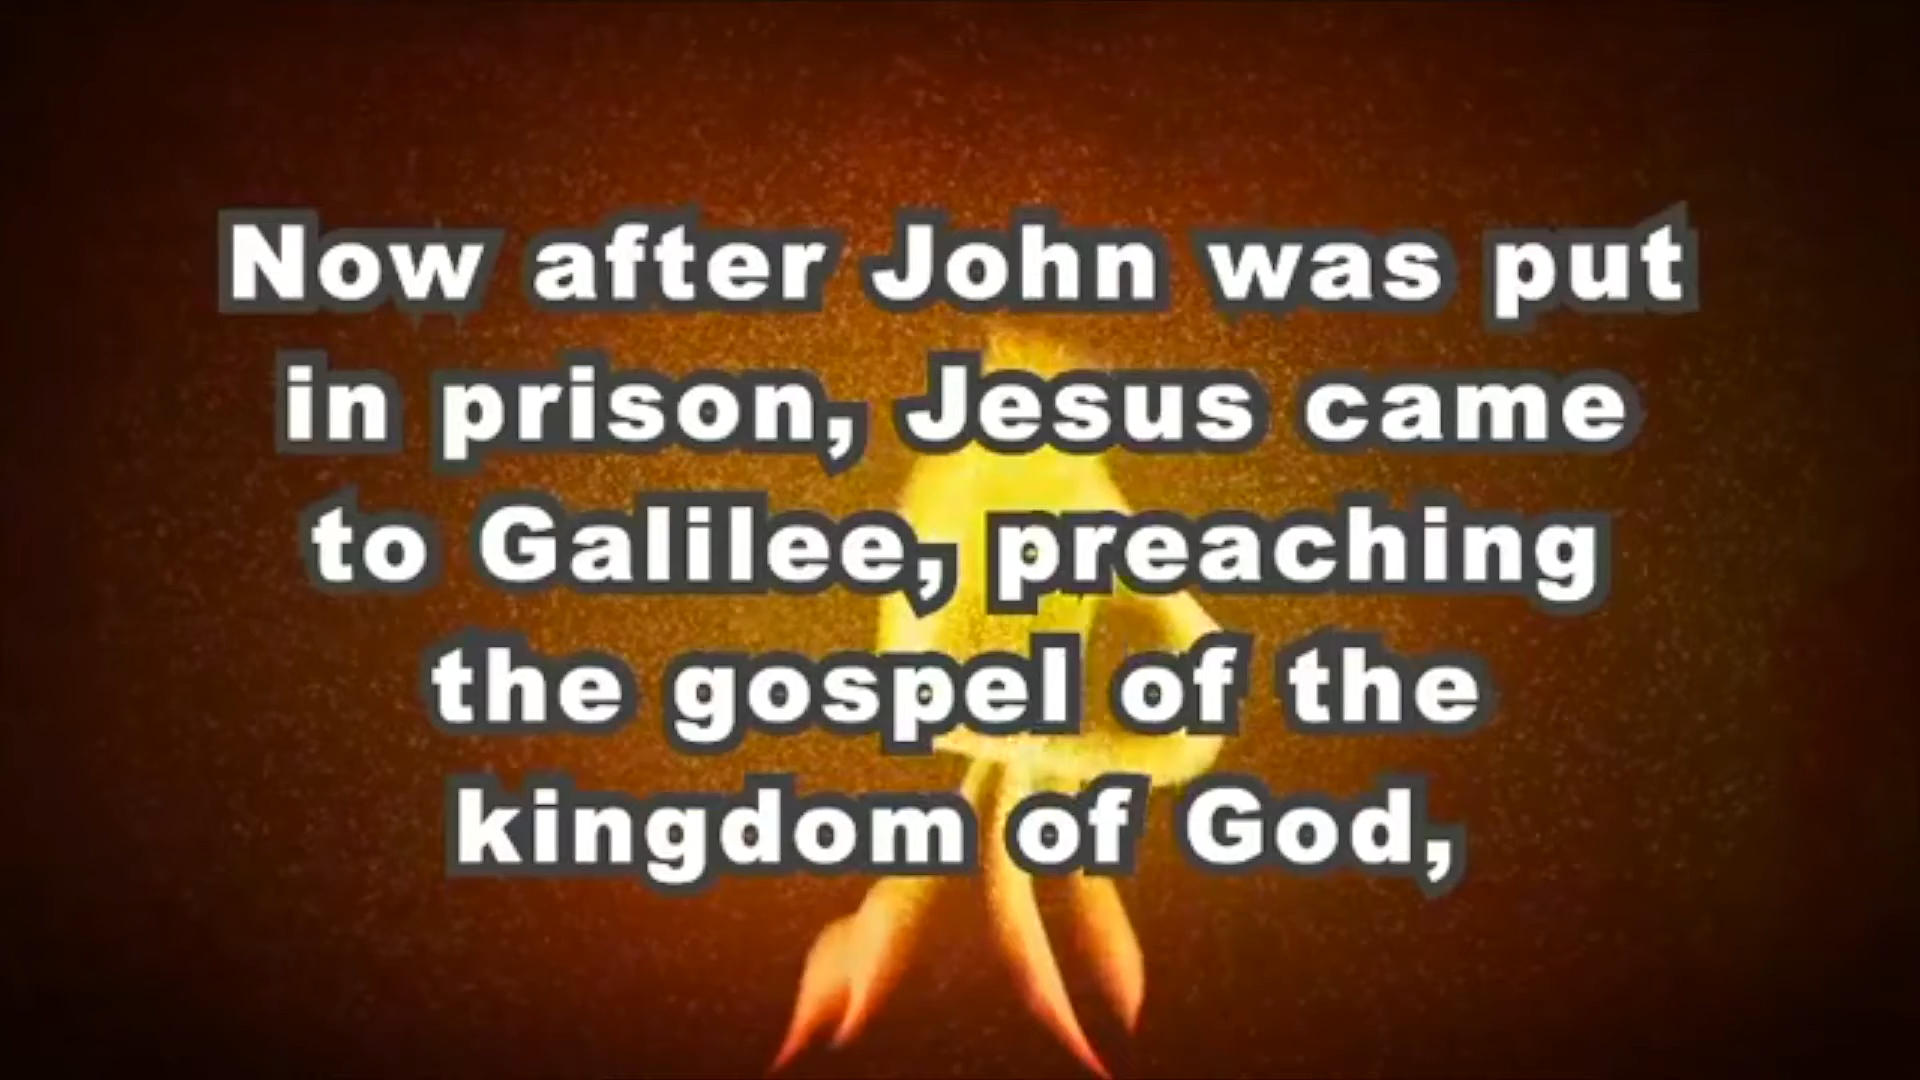 Now after John was put
in prison, Jesus came
to Galilee, preaching
the gospel of the
kingdom of God,